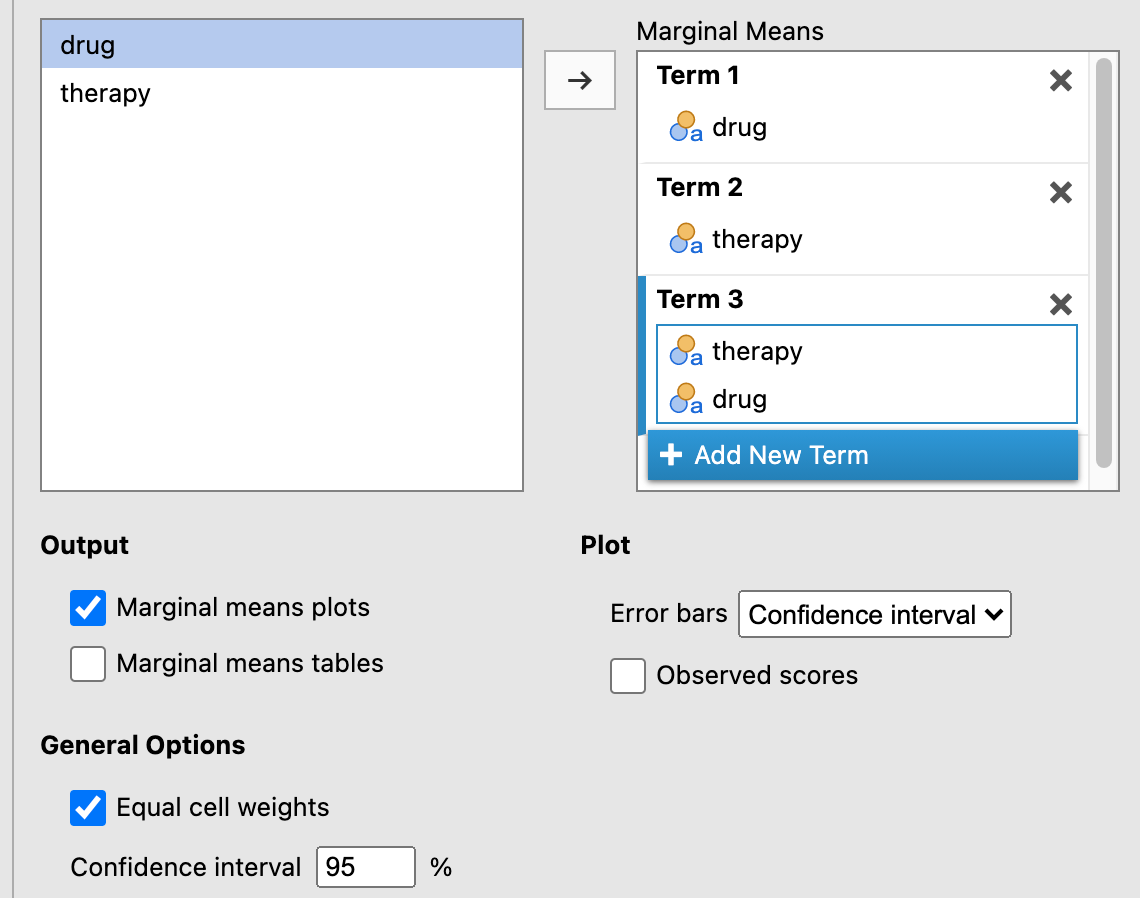 drug
therapy
Marginal Means
Term 1
a drug
Term 2
a therapy
Term 3
a therapy
a drug
Add New Term
Output
Marginal means plots
Marginal means tables
Plot
Error bars Confidence interval
Observed scores
General Options
Equal cell weights
Confidence interval 95 %